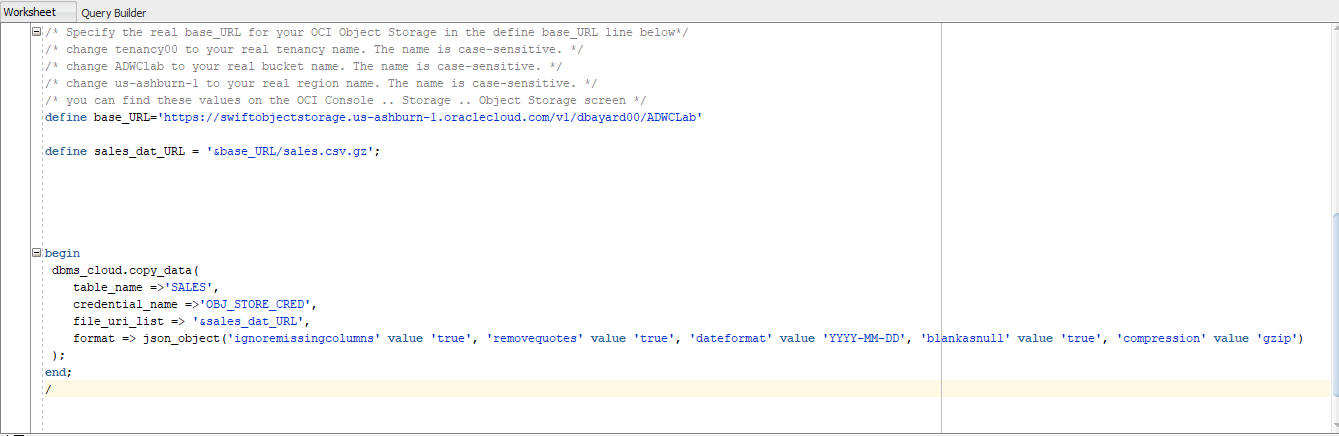 Worksheet Query Builder
/* Specify the real base_URL for your OCI Object Storage in the define base_URL line below*/
/* change tenancy00 to your real tenancy name. The name is case-sensitive. */
/* change ADWClab to your real bucket name. The name is case-sensitive. */
/* change us-ashburn-1 to your real region name. The name is case-sensitive. */
/* you can find these values on the OCI Console .. Storage .. Object Storage screen */
define base_URL='https://swiftobjectstorage.us-ashburn-1.oraclecloud.com/v1/dbayard00/ADWCLab'
define sales_dat_URL = '&base_URL/sales.csv.gz';
begin
dbms_cloud.copy_data(
table_name =>'SALES',
credential_name =>'OBJ_STORE_CRED',
file_uri_list => '&sales_dat_URL',
format => json_object('ignoremissingcolumns' value 'true', 'removequotes' value 'true', 'dateformat' value 'YYYY-MM-DD', 'blankasnull' value 'true', 'compression' value 'gzip')
);
end;
/